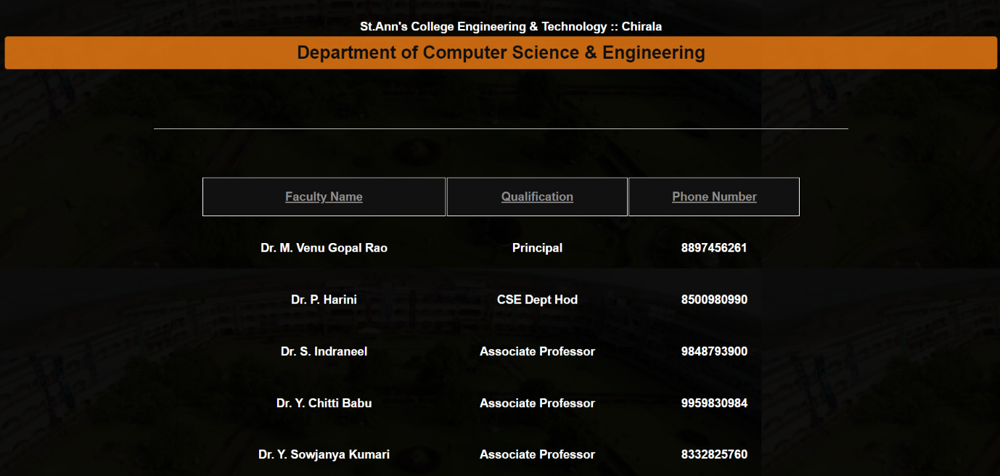 St.Ann's College Engineering & Technology :: Chirala
Department of Computer Science & Engineering
Faculty Name Qualification Phone Number
Dr. M. Venu Gopal Rao Principal 8897456261
Dr. P. Harini CSE Dept Hod 8500980990
Dr. S. Indraneel Associate Professor 9848793900
Dr. Y. Chitti Babu Associate Professor 9959830984
Dr. Y. Sowjanya Kumari Associate Professor 8332825760